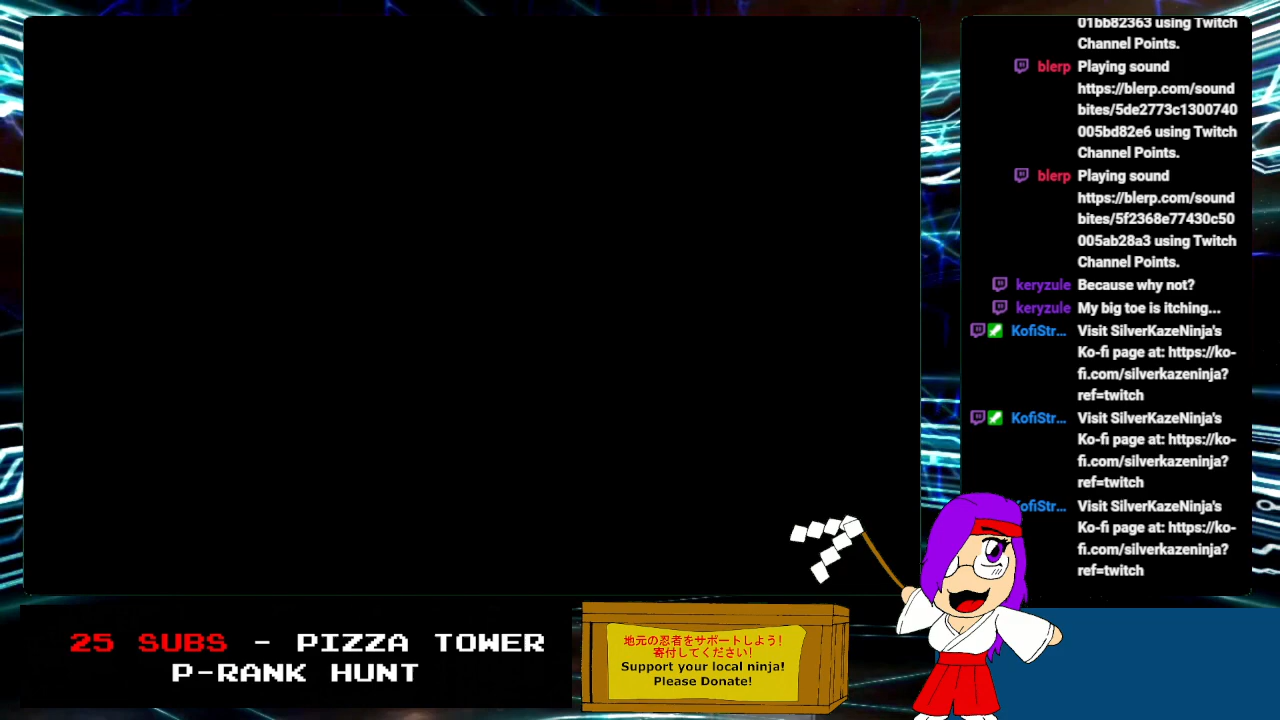 01bb82363 using Twitch
Channel Points.
blerp Playing sound
https://blerp.com/sound
bites/5de2773c1300740
005bd82e6 using Twitch
Channel Points.
blerp Playing sound
https://blerp.com/sound
bites/5f2368e77430c50
005ab28a3 using Twitch
Channel Points.
keryzule Because why not?
keryzule My big toe is itching...
KofiStr... Visit SilverKazeNinja's
Ko-fi page at: https://ko-
fi.com/silverkazeninja?
ref=twitch
KofiStr... Visit SilverKazeNinja's
Ko-fi page at: https://ko-
fi.com/silverkazeninja?
ref=twitch
ofiStr... Visit SilverKazeNinja's
Ko-fi page at: https://ko-
fi.com/silverkazeninja?
ref=twitch
25 SUBS - PIZZA TOWER
P-RANK HUNT
地元の忍者をサポートしよう!
寄付してください!
Support your local ninja!
Please Donate!